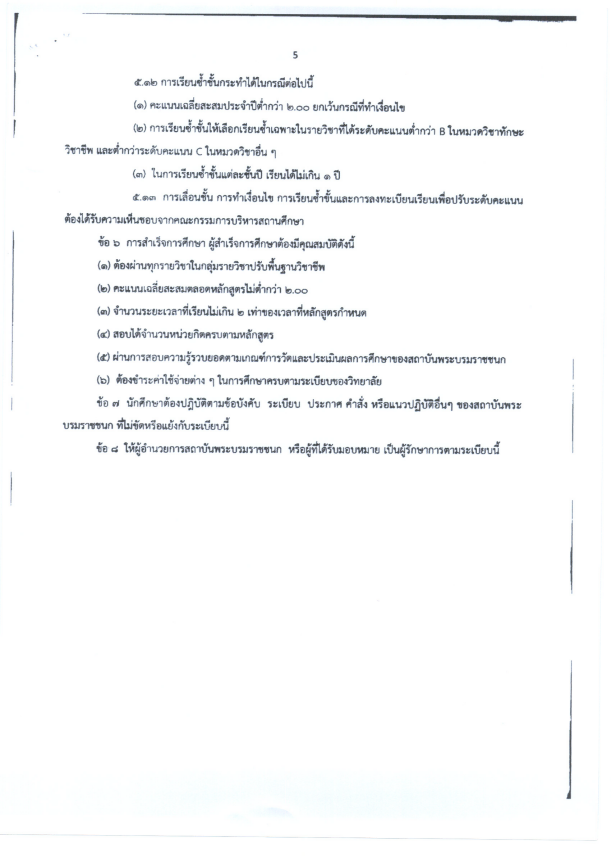 5
๕.๑๒ การเรียนซ้ำชั้นกระทำได้ในกรณีต่อไปนี้
(๑) คะแนนเฉลี่ยสะสมประจำปีต่ำกว่า ๒.๐๐ ยกเว้นกรณีที่ทำเงื่อนไข
(๒) การเรียนซ้ำชั้นให้เลือกเรียนซ้ำเฉพาะในรายวิชาที่ได้ระดับคะแนนต่ำกว่า B ในหมวดวิชาทักษะ
วิชาชีพ และต่ำกว่าระดับคะแนน C ในหมวดวิชาอื่น ๆ
(๓) ในการเรียนซ้ำชั้นแต่ละชั้นปี เรียนได้ไม่เกิน ๑ ปี
๕.๑๓ การเลื่อนชั้น การทำเงื่อนไข การเรียนซ้ำชั้นและการลงทะเบียนเรียนเพื่อปรับระดับคะแนน
ต้องได้รับความเห็นชอบจากคณะกรรมการบริหารสถานศึกษา
ข้อ ๖ การสำเร็จการศึกษา ผู้สำเร็จการศึกษาต้องมีคุณสมบัติดังนี้
(๑) ต้องผ่านทุกรายวิชาในกลุ่มรายวิชาปรับพื้นฐานวิชาชีพ
(๒) คะแนนเฉลี่ยสะสมตลอดหลักสูตรไม่ต่ำกว่า ๒.๐๐
(๓) จำนวนระยะเวลาที่เรียนไม่เกิน ๒ เท่าของเวลาที่หลักสูตรกำหนด
(๔) สอบได้จำนวนหน่วยกิตครบตามหลักสูตร
(๕) ผ่านการสอบความรู้รวบยอดตามเกณฑ์การวัดและประเมินผลการศึกษาของสถาบันพระบรมราชชนก
(๖) ต้องชำระค่าใช้จ่ายต่าง ๆ ในการศึกษาครบตามระเบียบของวิทยาลัย
ข้อ ๗ นักศึกษาต้องปฏิบัติตามข้อบังคับ ระเบียบ ประกาศ คำสั่ง หรือแนวปฏิบัติอื่นๆ ของสถาบันพระ
บรมราชชนก ที่ไม่ขัดหรือแย้งกับระเบียบนี้
ข้อ ๘ ให้ผู้อำนวยการสถาบันพระบรมราชชนก หรือผู้ที่ได้รับมอบหมาย เป็นผู้รักษาการตามระเบียบนี้